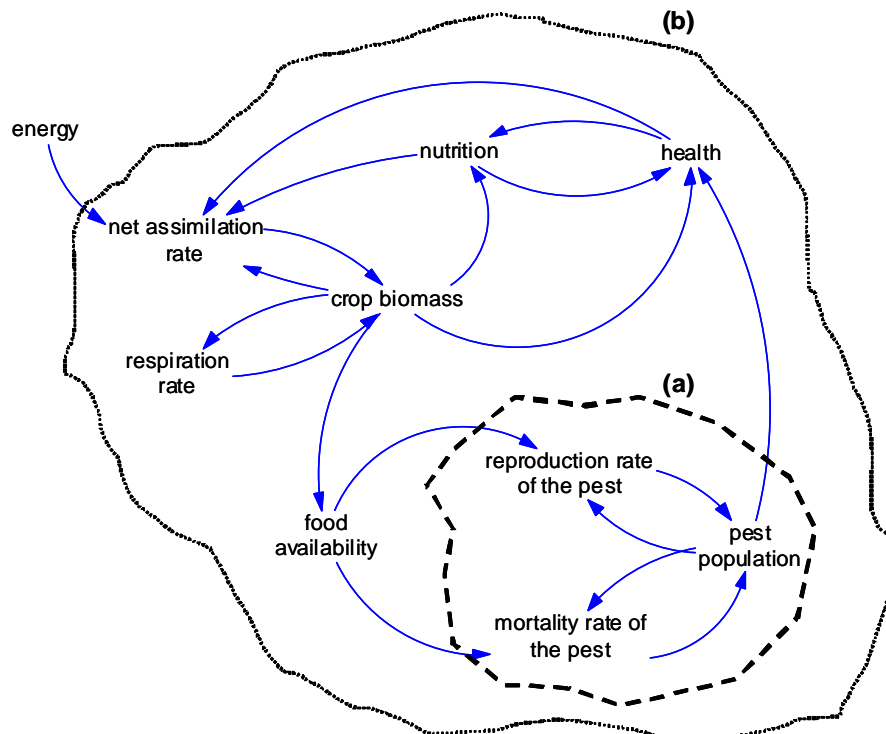 (b)
energy
nutrition
health
net assimilation
rate
crop biomass
respiration
rate
(a)
reproduction rate
of the pest
food
availability
pest
population
mortality rate of
the pest